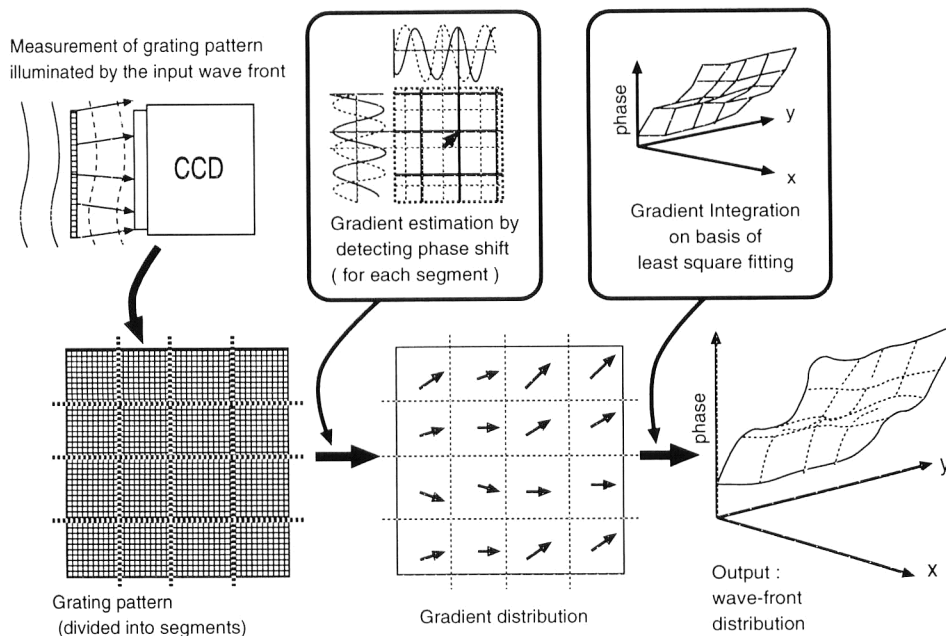 Measurement of grating pattern
illuminated by the input wave front
CCD
Gradient estimation by
detecting phase shift
( for each segment )
phase
y
x
Gradient Integration
on basis of
least square fitting
Grating pattern
(divided into segments)
Gradient distribution
phase
y
x
Output :
wave-front
distribution